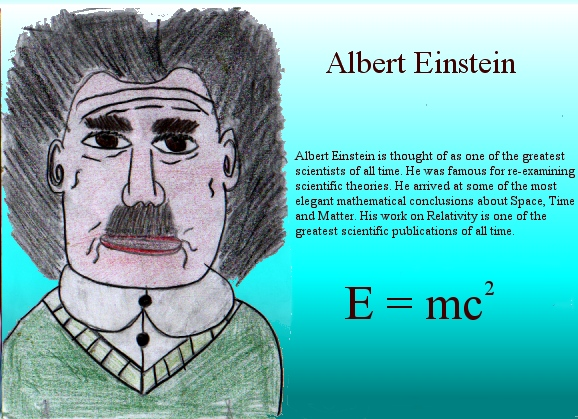 Albert Einstein
Albert Einstein is thought of as one of the greatest
scientists of all time. He was famous for re-examining
scientific theories. He arrived at some of the most
elegant mathematical conclusions about Space, Time
and Matter. His work on Relativity is one of the
greatest scientific publications of all time.
E = mc²